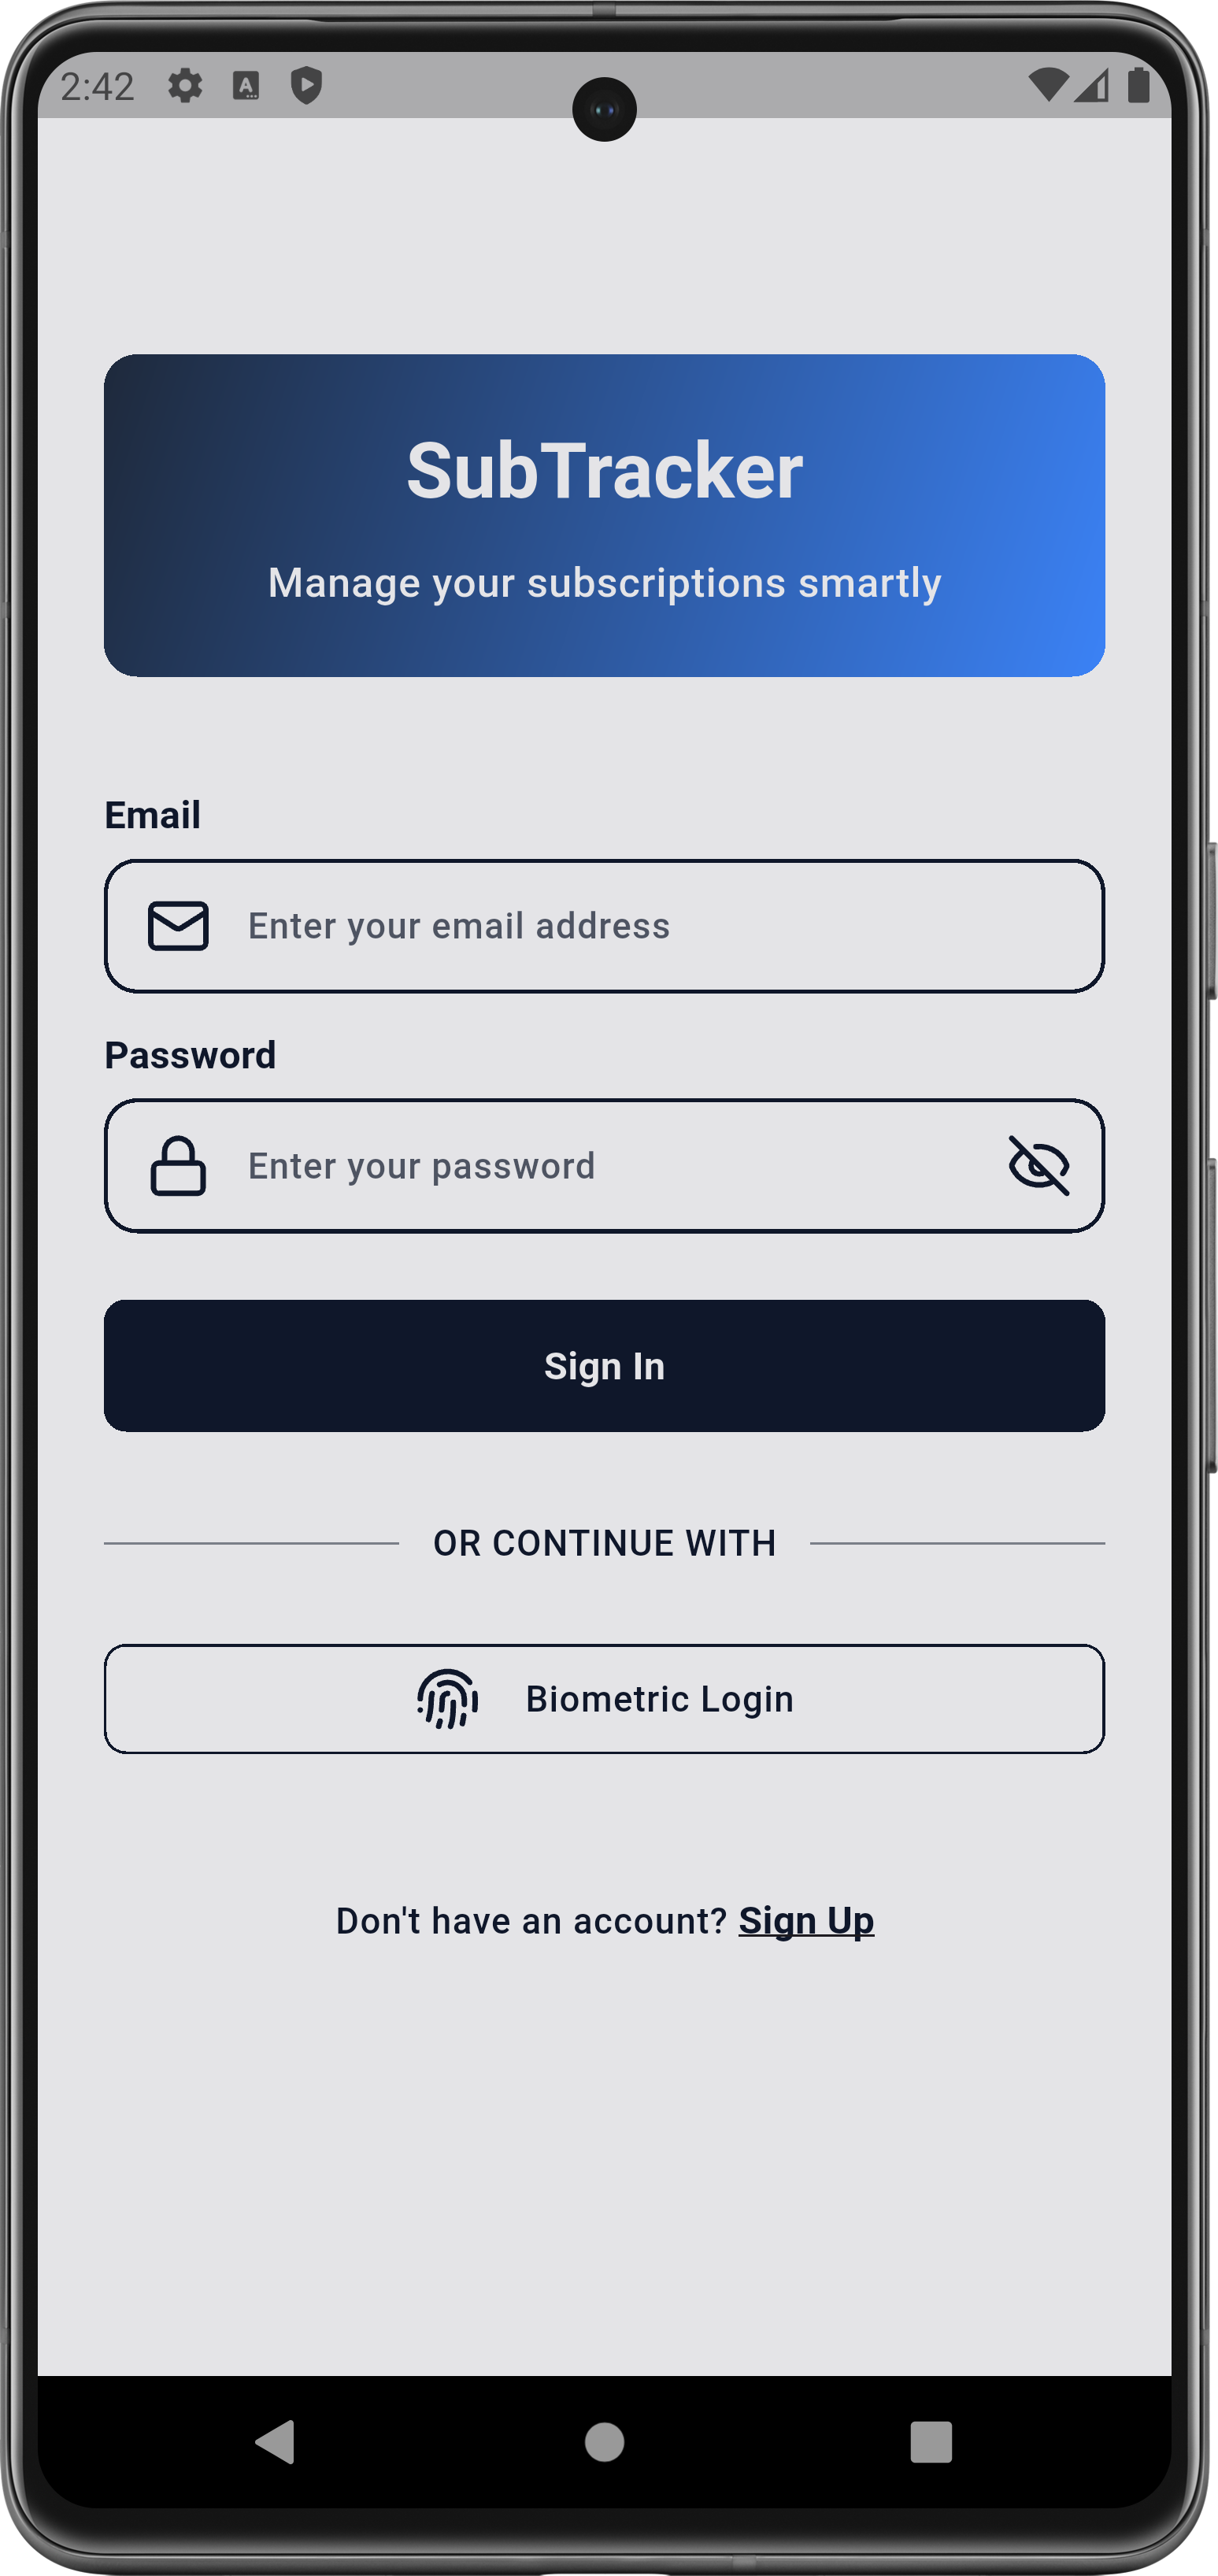 2:42
SubTracker
Manage your subscriptions smartly
Email
Enter your email address
Password
Enter your password
Sign In
OR CONTINUE WITH
Biometric Login
Don't have an account? Sign Up